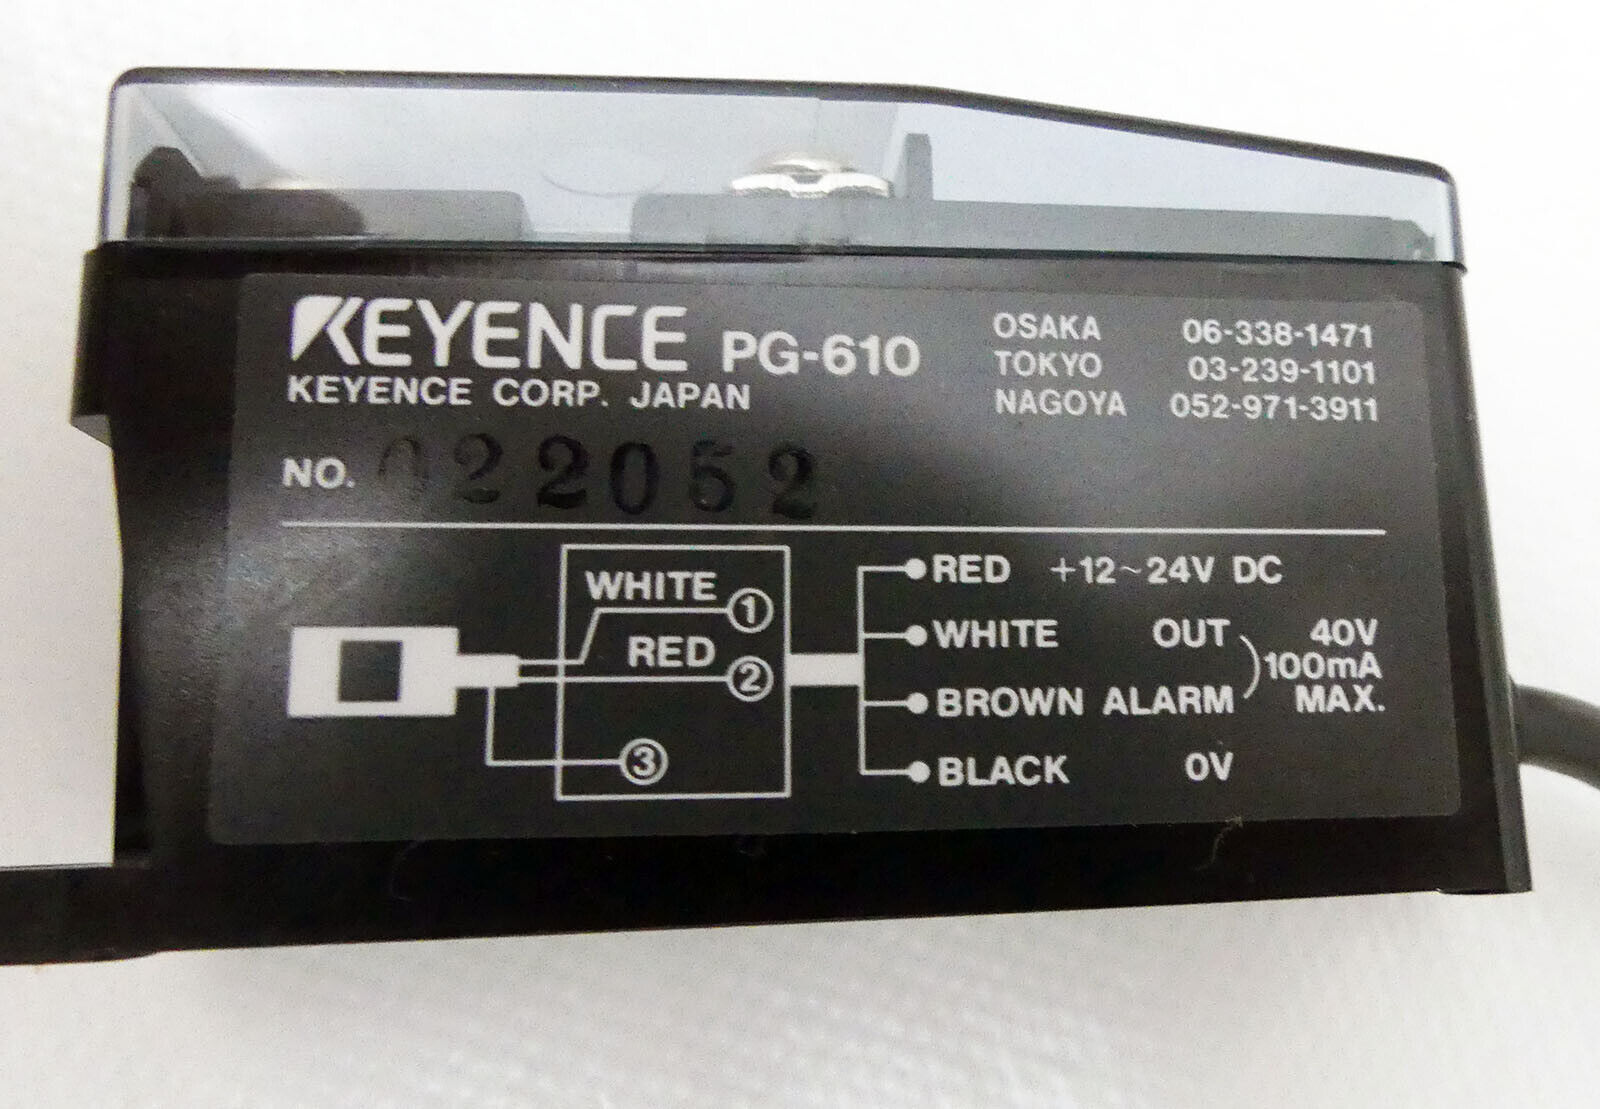 KEYENCE PG-610
KEYENCE CORP. JAPAN
OSAKA 06-338-1471
TOKYO 03-239-1101
NAGOYA 052-971-3911
NO. 022052
WHITE ①
RED ②
③
RED +12~24V DC
WHITE OUT 40V
100mA
BROWN ALARM MAX.
BLACK 0V